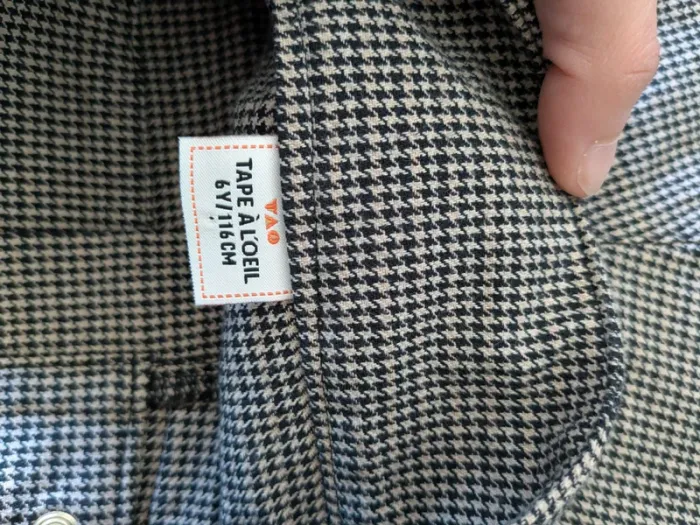 TAO
TAPE À L'OEIL
6Y/116CM